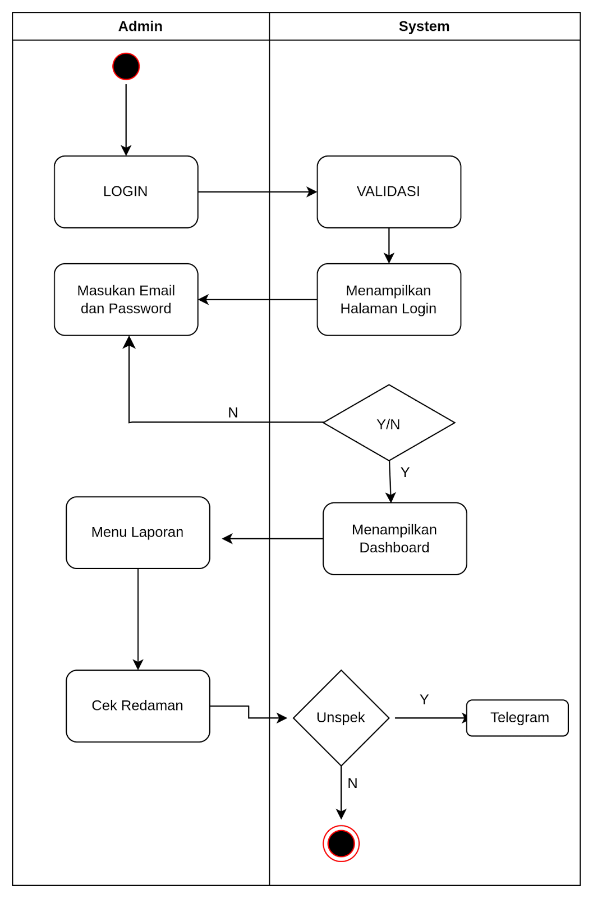 Admin
System
LOGIN
VALIDASI
Masukan Email
dan Password
Menampilkan
Halaman Login
N
Y/N
Y
Menu Laporan
Menampilkan
Dashboard
Cek Redaman
Unspek
Y
Telegram
N